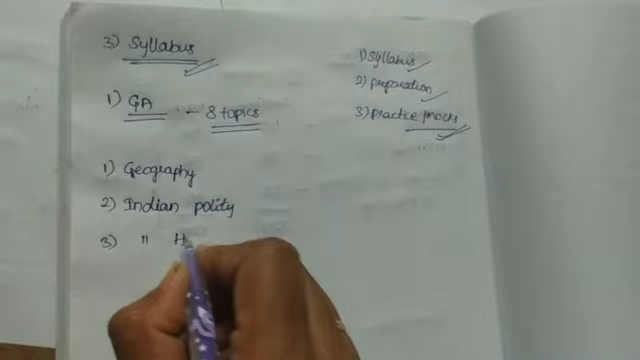 3) Syllabus
1) GA - 8 topics
1) Geography
2) Indian polity
3) " H
1) Syllabus
2) preparation
3) practice mocks